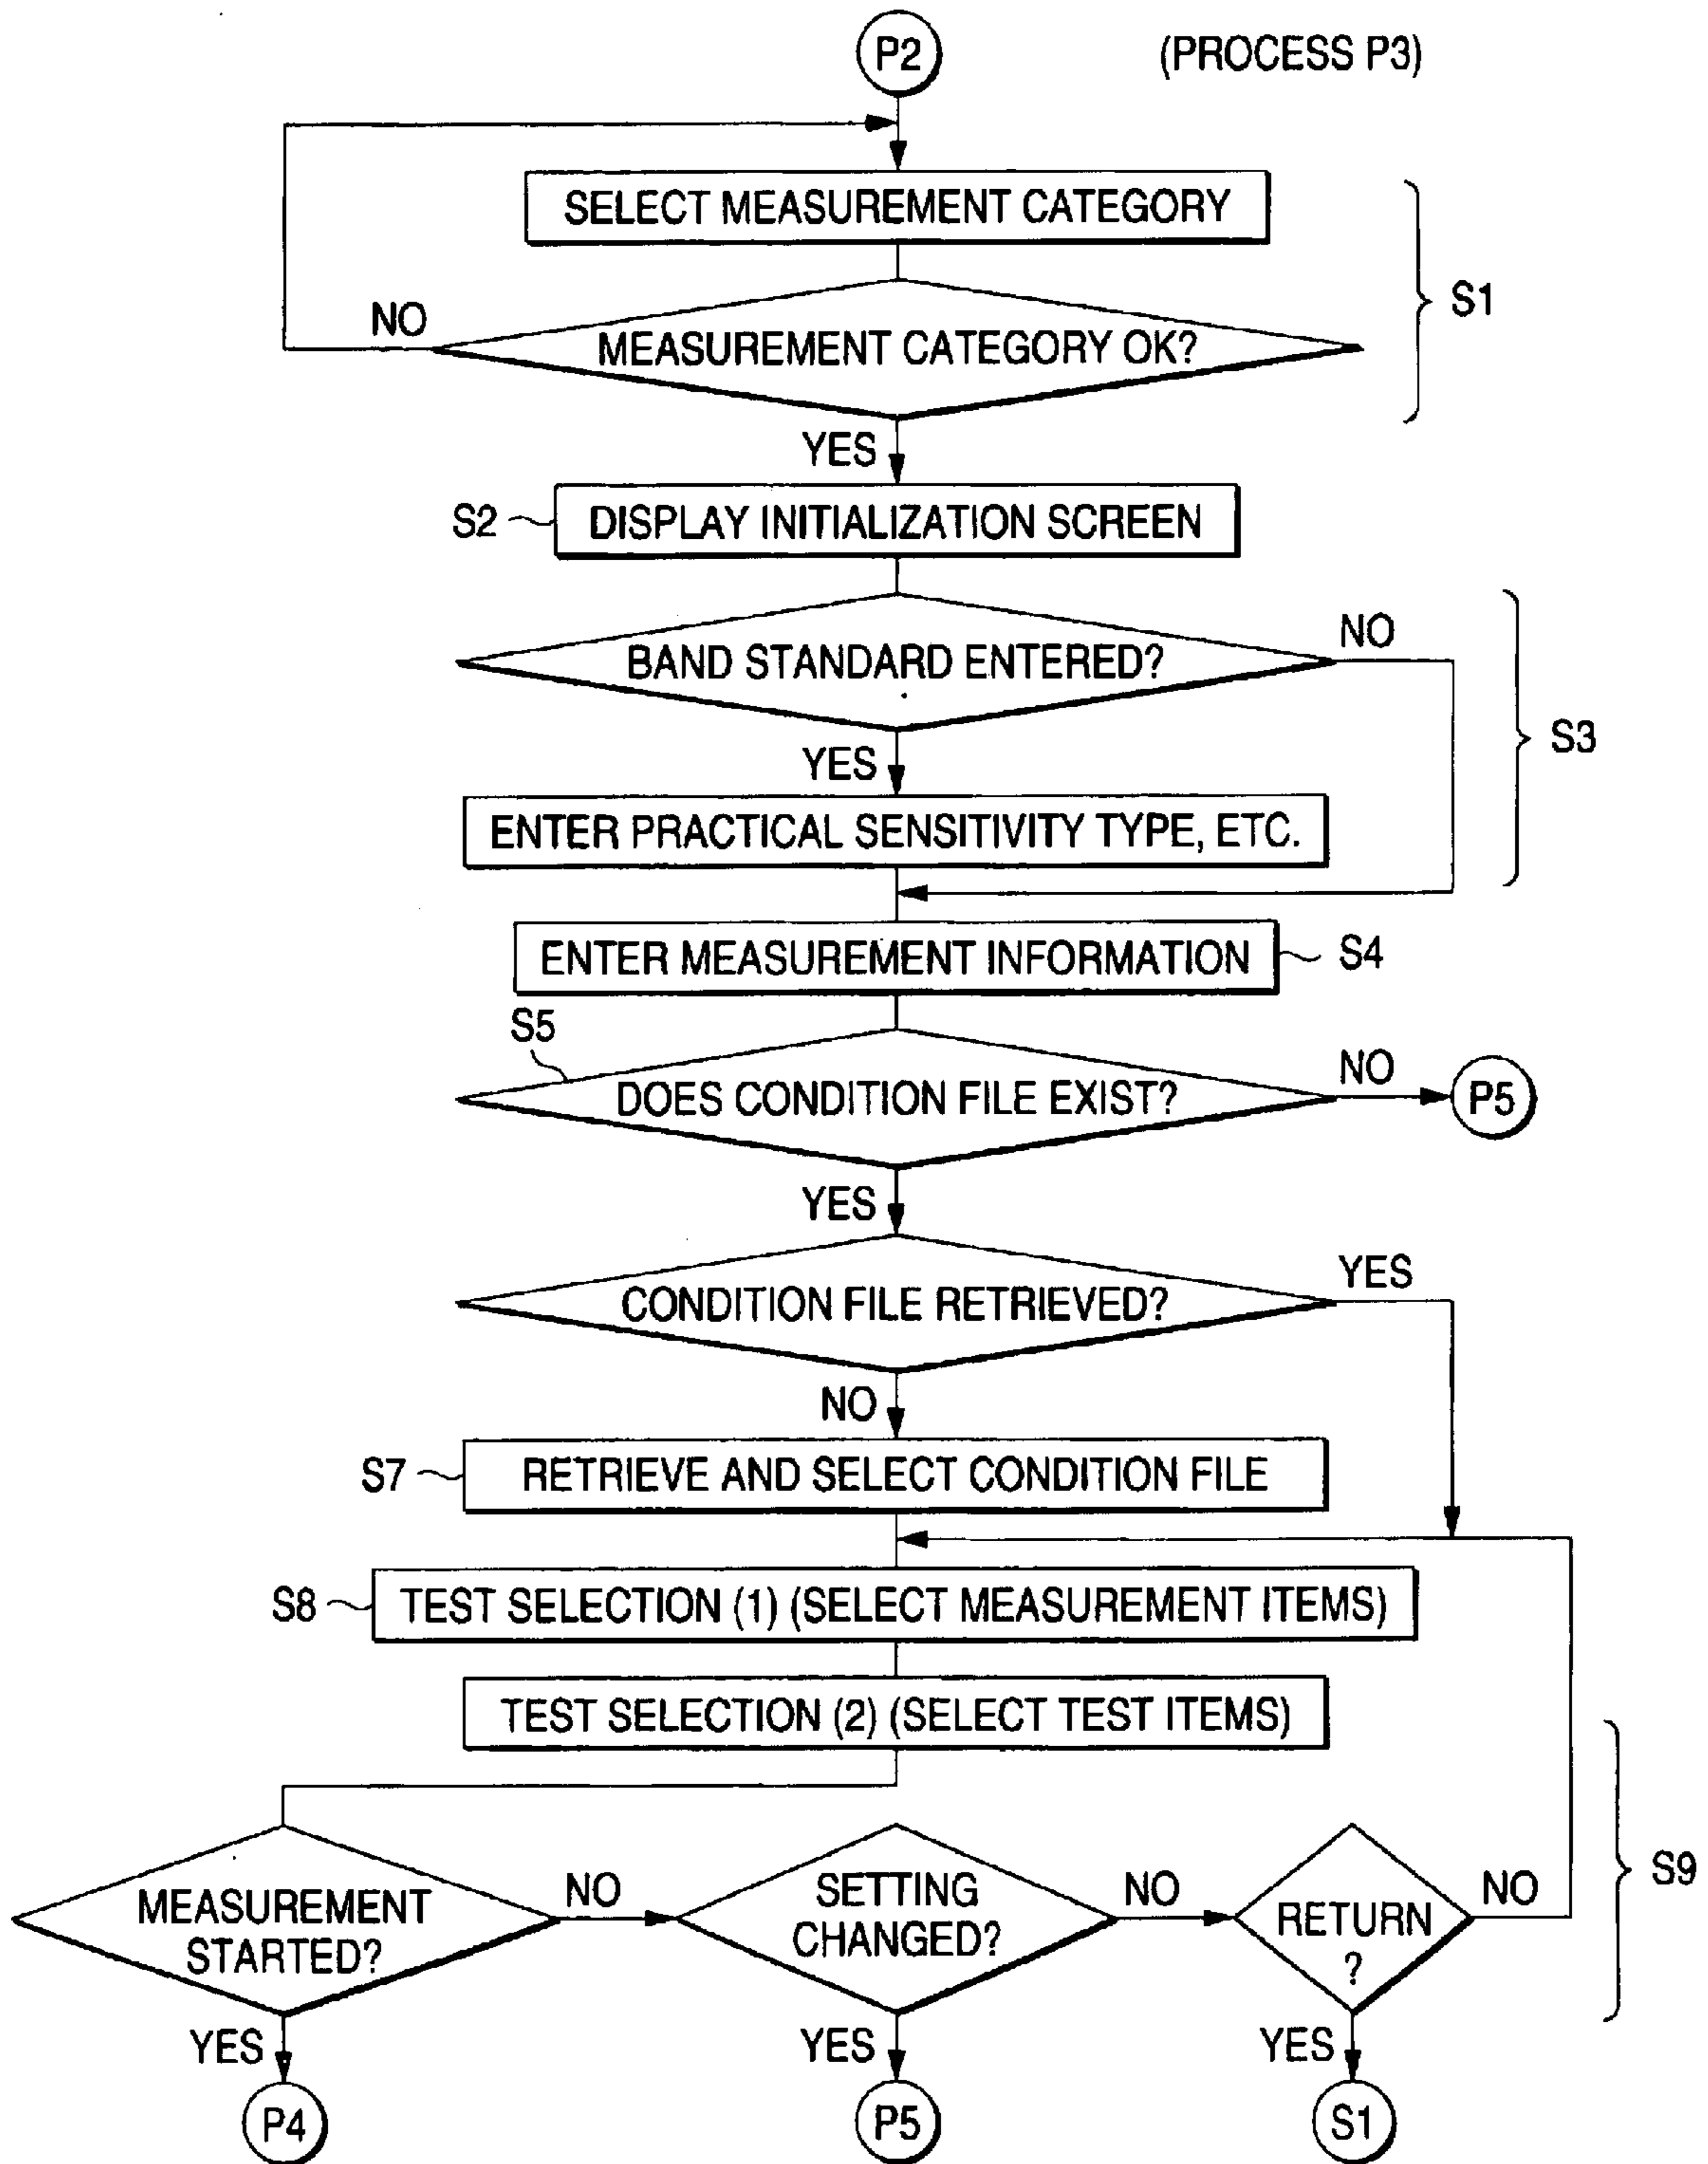 P2
(PROCESS P3)
SELECT MEASUREMENT CATEGORY
S1
NO
MEASUREMENT CATEGORY OK?
YES
S2
DISPLAY INITIALIZATION SCREEN
NO
BAND STANDARD ENTERED?
S3
YES
ENTER PRACTICAL SENSITIVITY TYPE, ETC.
ENTER MEASUREMENT INFORMATION
S4
S5
NO
DOES CONDITION FILE EXIST?
P5
YES
YES
CONDITION FILE RETRIEVED?
NO
S7
RETRIEVE AND SELECT CONDITION FILE
S8
TEST SELECTION (1) (SELECT MEASUREMENT ITEMS)
TEST SELECTION (2) (SELECT TEST ITEMS)
S9
MEASUREMENT
STARTED?
NO
SETTING
CHANGED?
NO
RETURN
?
NO
YES
YES
YES
P4
P5
S1